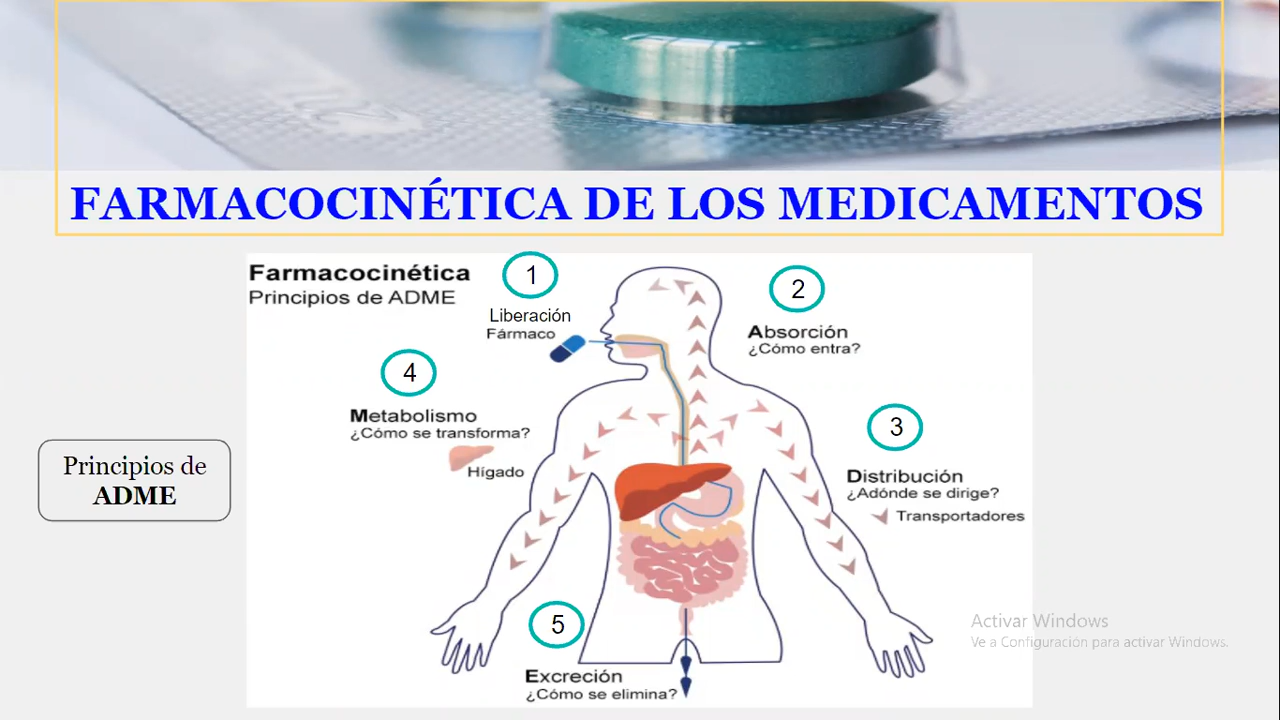 FARMACOCINÉTICA DE LOS MEDICAMENTOS
Farmacocinética
Principios de ADME
1
Liberación
Fármaco
2
Absorción
¿Cómo entra?
3
Distribución
¿Adónde se dirige?
Transportadores
4
Metabolismo
¿Cómo se transforma?
Hígado
5
Excreción
¿Cómo se elimina?
Principios de
ADME
Activar Windows
Ve a Configuración para activar Windows.